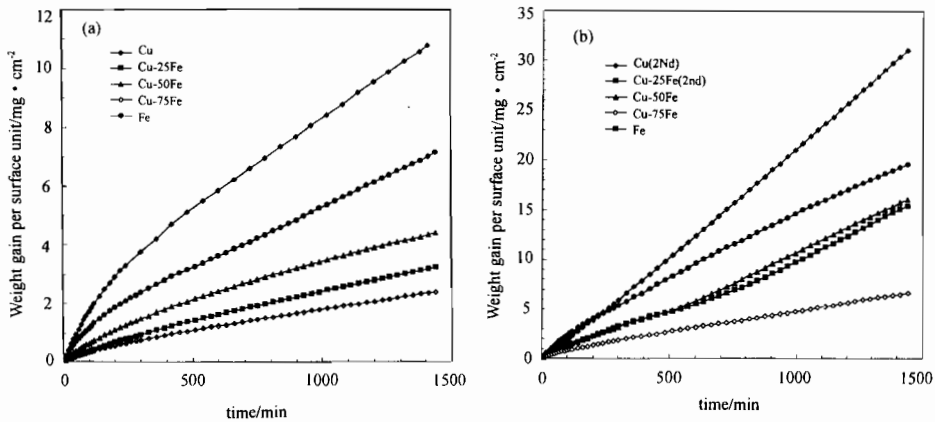 (a)
Cu
Cu-25Fe
Cu-50Fe
Cu-75Fe
Fe
Weight gain per surface unit/mg • cm⁻²
12
10
8
6
4
2
0
0 500 1000 1500
time/min
(b)
Cu(2Nd)
Cu-25Fe(2nd)
Cu-50Fe
Cu-75Fe
Fe
Weight gain per surface unit/mg • cm⁻²
35
30
25
20
15
10
5
0
0 500 1000 1500
time/min